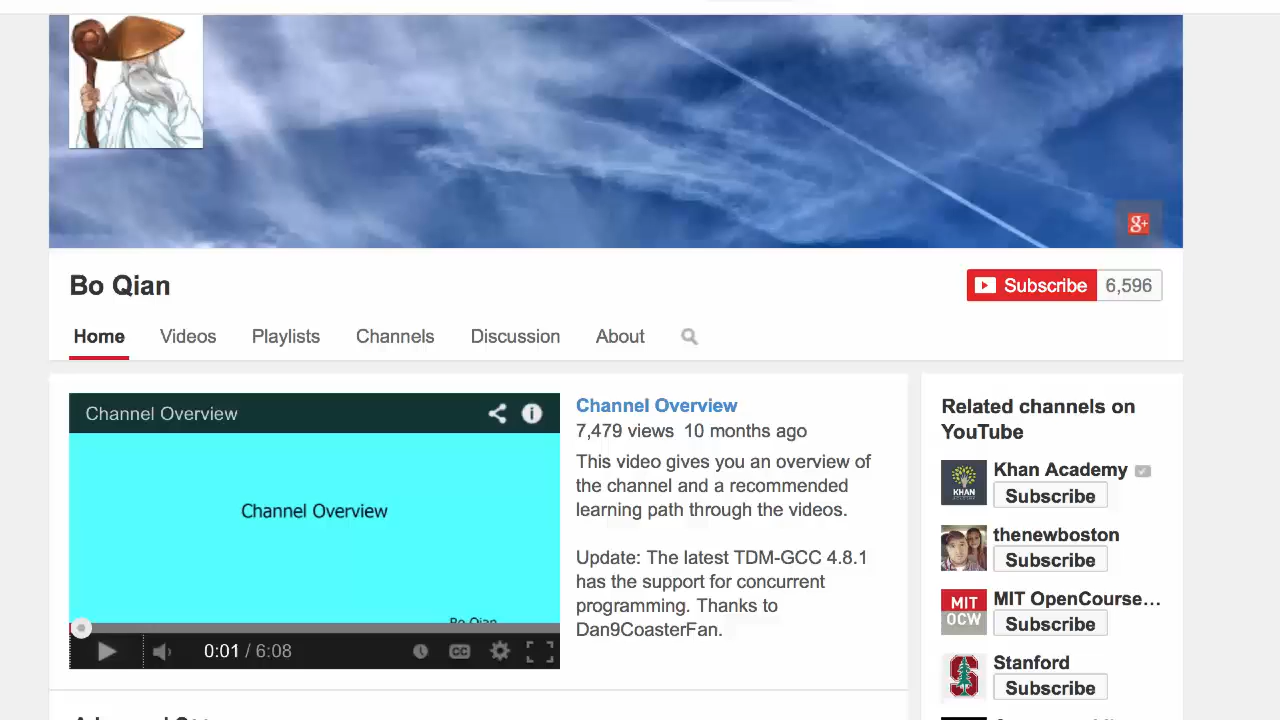 g+
Bo Qian
Subscribe 6,596
Home Videos Playlists Channels Discussion About
Channel Overview
Channel Overview
Bo Qian
0:01 / 6:08
CC
Channel Overview
7,479 views 10 months ago
This video gives you an overview of
the channel and a recommended
learning path through the videos.
Update: The latest TDM-GCC 4.8.1
has the support for concurrent
programming. Thanks to
Dan9CoasterFan.
Related channels on
YouTube
KHAN
Khan Academy
Subscribe
thenewboston
Subscribe
MIT
OCW
MIT OpenCourse…
Subscribe
S
Stanford
Subscribe